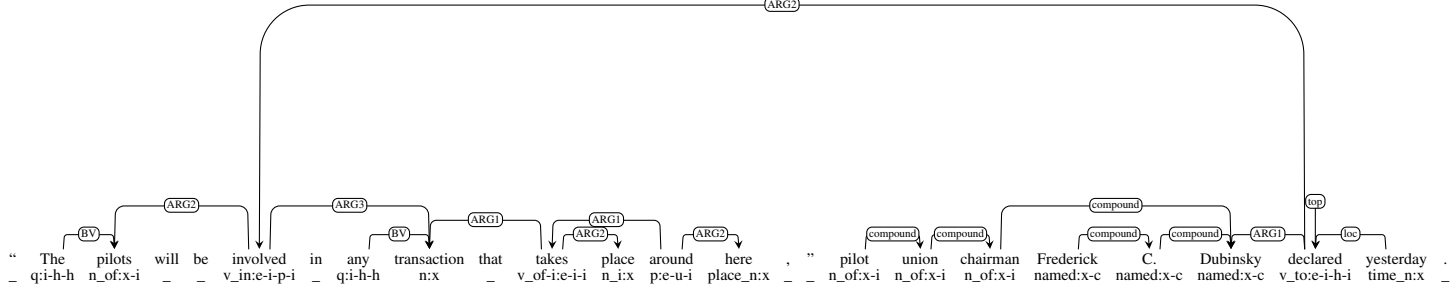 ARG2
top
ARG2 ARG3 compound
BV BV ARG1 ARG1 ARG2 ARG2 compound compound compound compound ARG1 loc
“ The pilots will be involved in any transaction that takes place around here , ” pilot union chairman Frederick C. Dubinsky declared yesterday .
_ q:i-h-h n_of:x-i _ _ v_in:e-i-p-i _ q:i-h-h n:x _ v_of-i:e-i-i n_i:x p:e-u-i place_n:x _ _ n_of:x-i n_of:x-i n_of:x-i named:x-c named:x-c named:x-c v_to:e-i-h-i time_n:x _